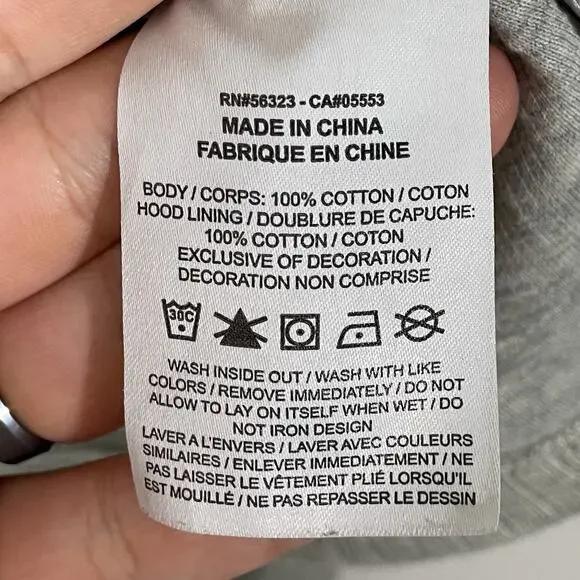 RN#56323 - CA#05553
MADE IN CHINA
FABRIQUE EN CHINE
BODY / CORPS: 100% COTTON / COTON
HOOD LINING / DOUBLURE DE CAPUCHE:
100% COTTON / COTON
EXCLUSIVE OF DECORATION /
DECORATION NON COMPRISE
30C
WASH INSIDE OUT / WASH WITH LIKE
COLORS / REMOVE IMMEDIATELY / DO NOT
ALLOW TO LAY ON ITSELF WHEN WET / DO
NOT IRON DESIGN
LAVER A L'ENVERS / LAVER AVEC COULEURS
SIMILAIRES / ENLEVER IMMEDIATEMENT / NE
PAS LAISSER LE VÊTEMENT PLIÉ LORSQU'IL
EST MOUILLÉ / NE PAS REPASSER LE DESSIN